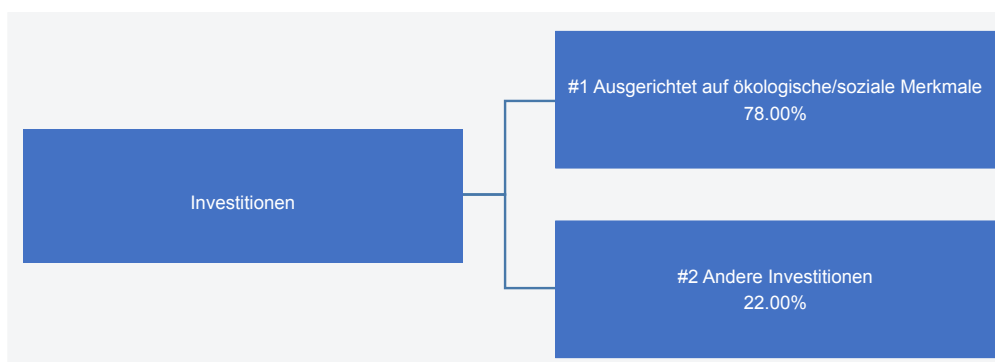 #1 Ausgerichtet auf ökologische/soziale Merkmale
78.00%
Investitionen
#2 Andere Investitionen
22.00%